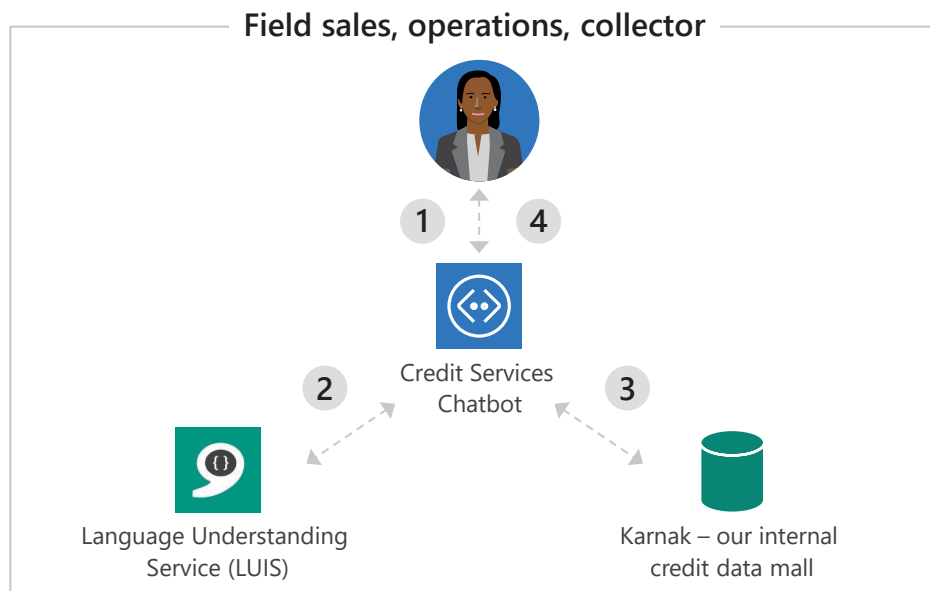 Field sales, operations, collector
1
4
Credit Services
Chatbot
2
3
{}
Language Understanding
Service (LUIS)
Karnak – our internal
credit data mall